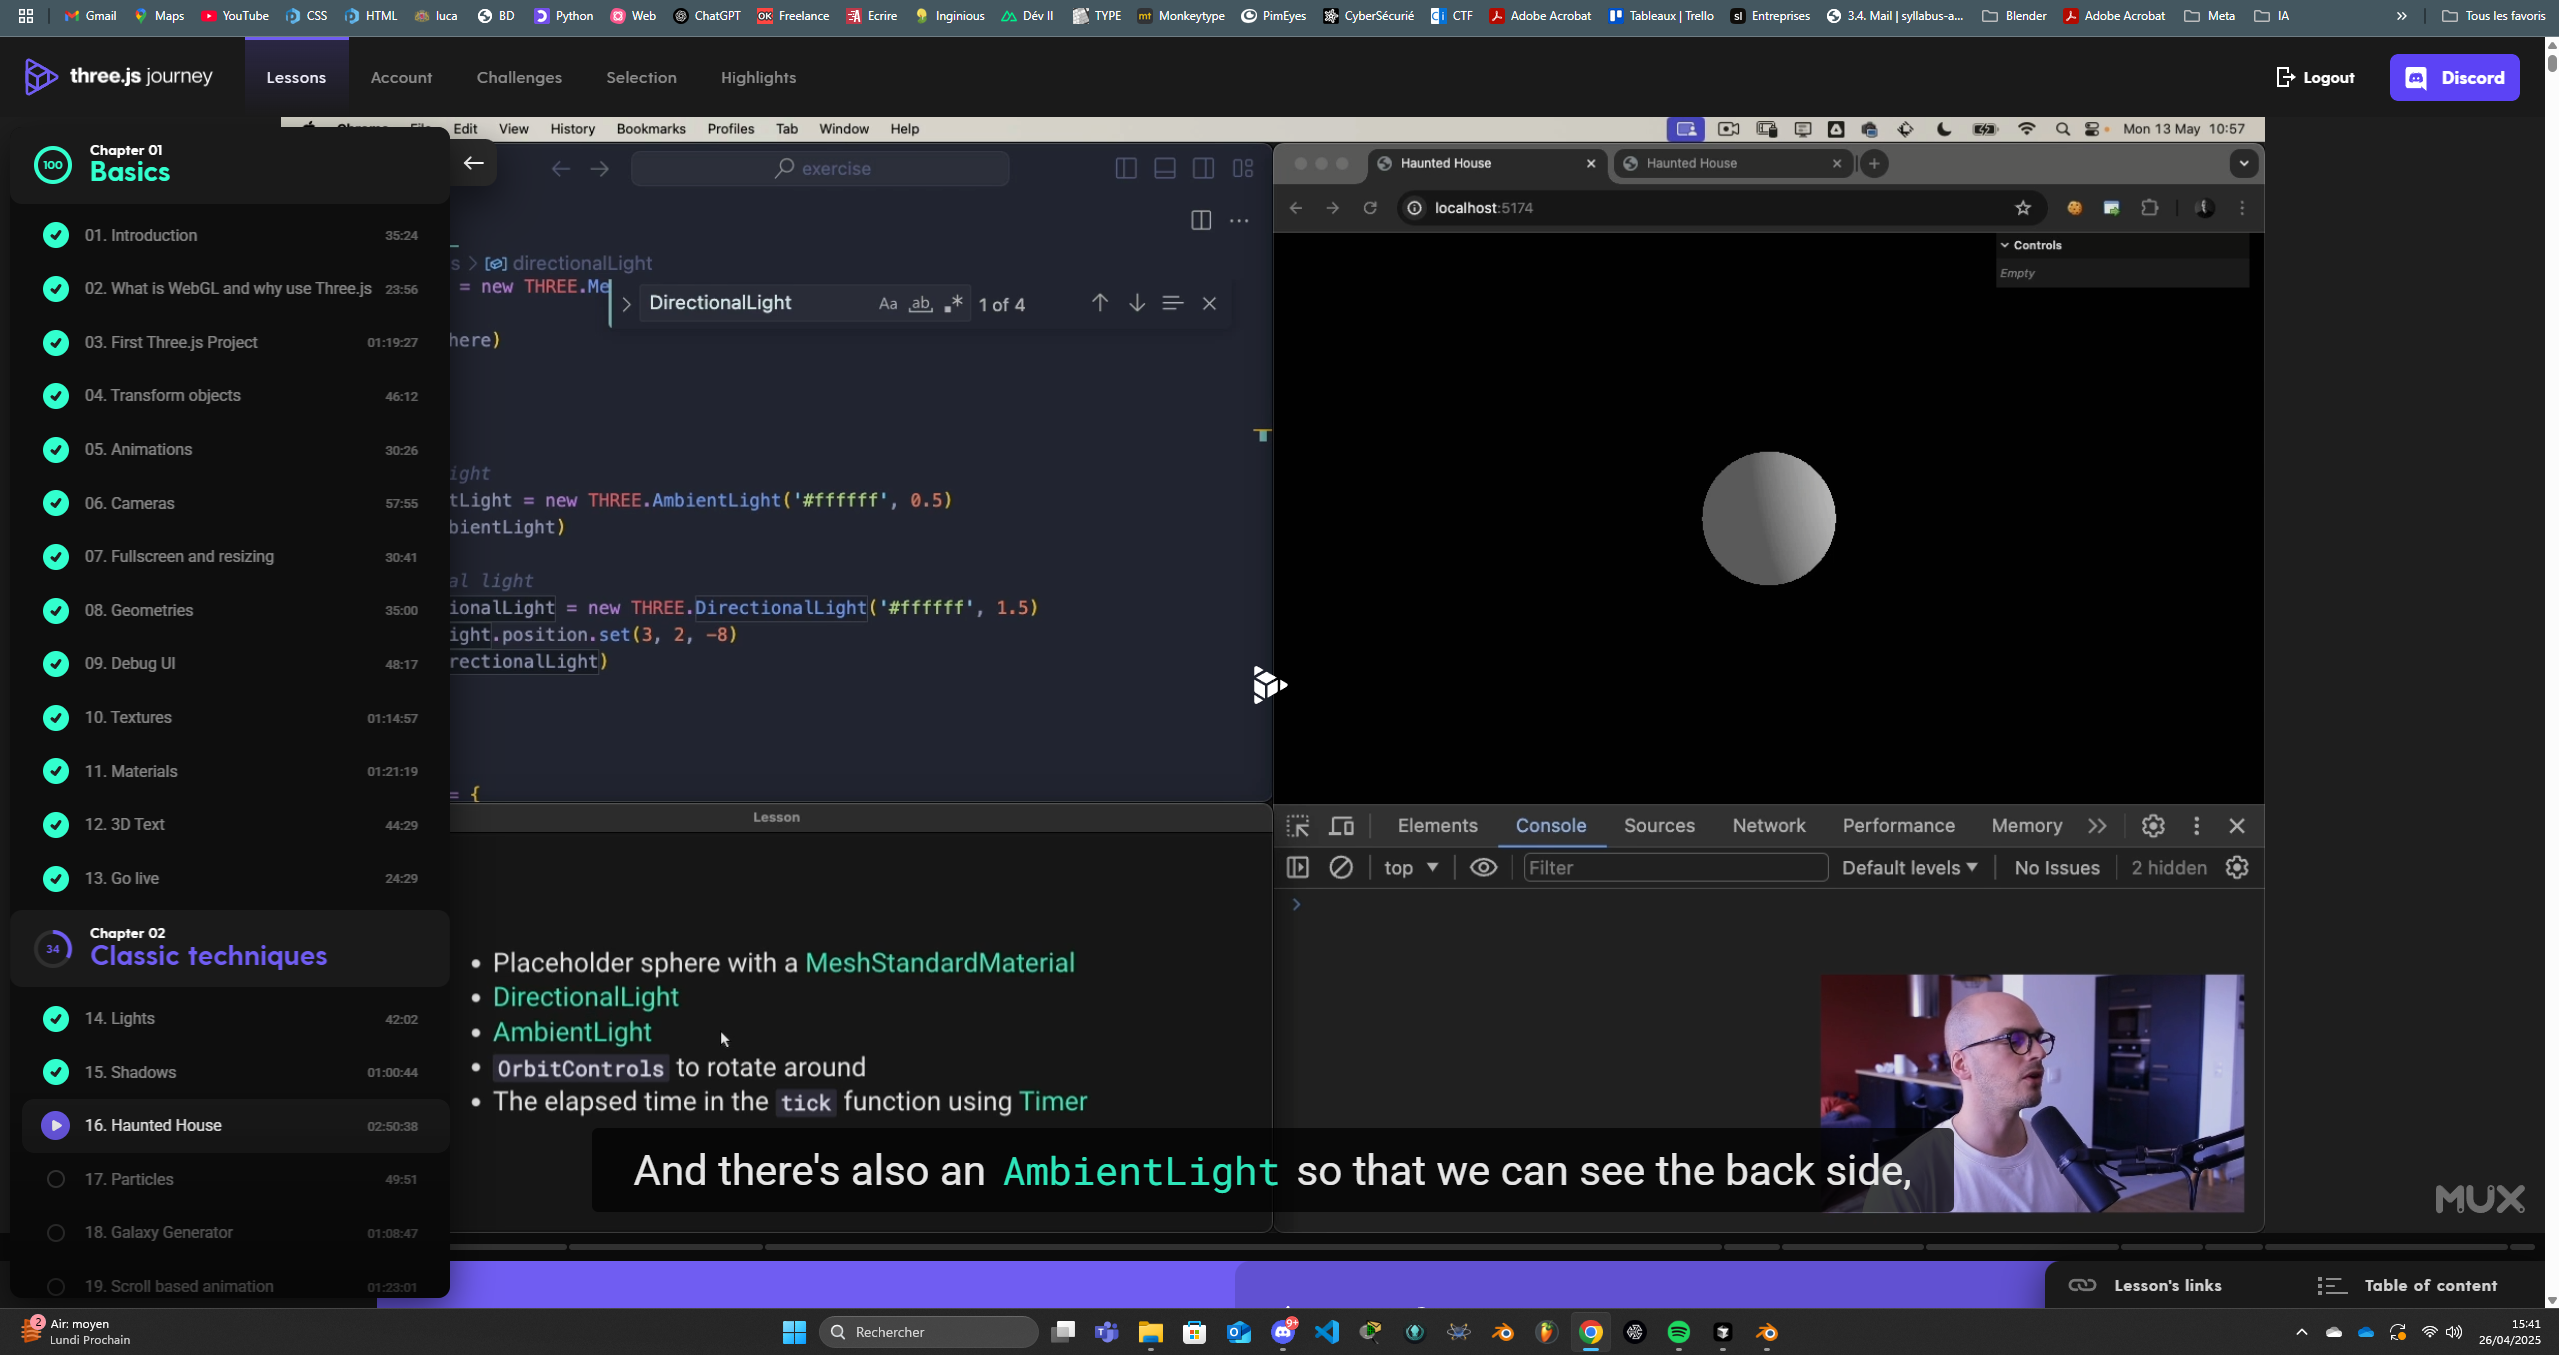 Gmail Maps YouTube CSS HTML luca BD Python Web ChatGPT Freelance Ecrire Inginious Dév II TYPE Monkeytype PimEyes CyberSécurié CTF Adobe Acrobat Tableaux | Trello Entreprises 3.4. Mail | syllabus-a... Blender Adobe Acrobat Meta IA » Tous les favoris
three.js journey Lessons Account Challenges Selection Highlights Logout Discord
Edit View History Bookmarks Profiles Tab Window Help Mon 13 May 10:57
100 Chapter 01
Basics
01. Introduction 35:24
02. What is WebGL and why use Three.js 23:56
03. First Three.js Project 01:19:27
04. Transform objects 46:12
05. Animations 30:26
06. Cameras 57:55
07. Fullscreen and resizing 30:41
08. Geometries 35:00
09. Debug UI 48:17
10. Textures 01:14:57
11. Materials 01:21:19
12. 3D Text 44:29
13. Go live 24:29
34 Chapter 02
Classic techniques
14. Lights 42:02
15. Shadows 01:00:44
16. Haunted House 02:50:38
17. Particles 49:51
18. Galaxy Generator 01:08:47
19. Scroll based animation 01:23:01
exercise
s > directionalLight
= new THREE.Me
DirectionalLight Aa ab .* 1 of 4
here)
ight
tLight = new THREE.AmbientLight('#ffffff', 0.5)
bientLight)
al light
ionalLight = new THREE.DirectionalLight('#ffffff', 1.5)
ight.position.set(3, 2, -8)
rectionalLight)
= {
Haunted House Haunted House
localhost:5174
Controls
Empty
Lesson
Placeholder sphere with a MeshStandardMaterial
DirectionalLight
AmbientLight
OrbitControls to rotate around
The elapsed time in the tick function using Timer
Elements Console Sources Network Performance Memory
top Filter Default levels No Issues 2 hidden
And there's also an AmbientLight so that we can see the back side,
MUX
Lesson's links Table of content
2 Air: moyen
Lundi Prochain
Rechercher
9+
15:41
26/04/2025